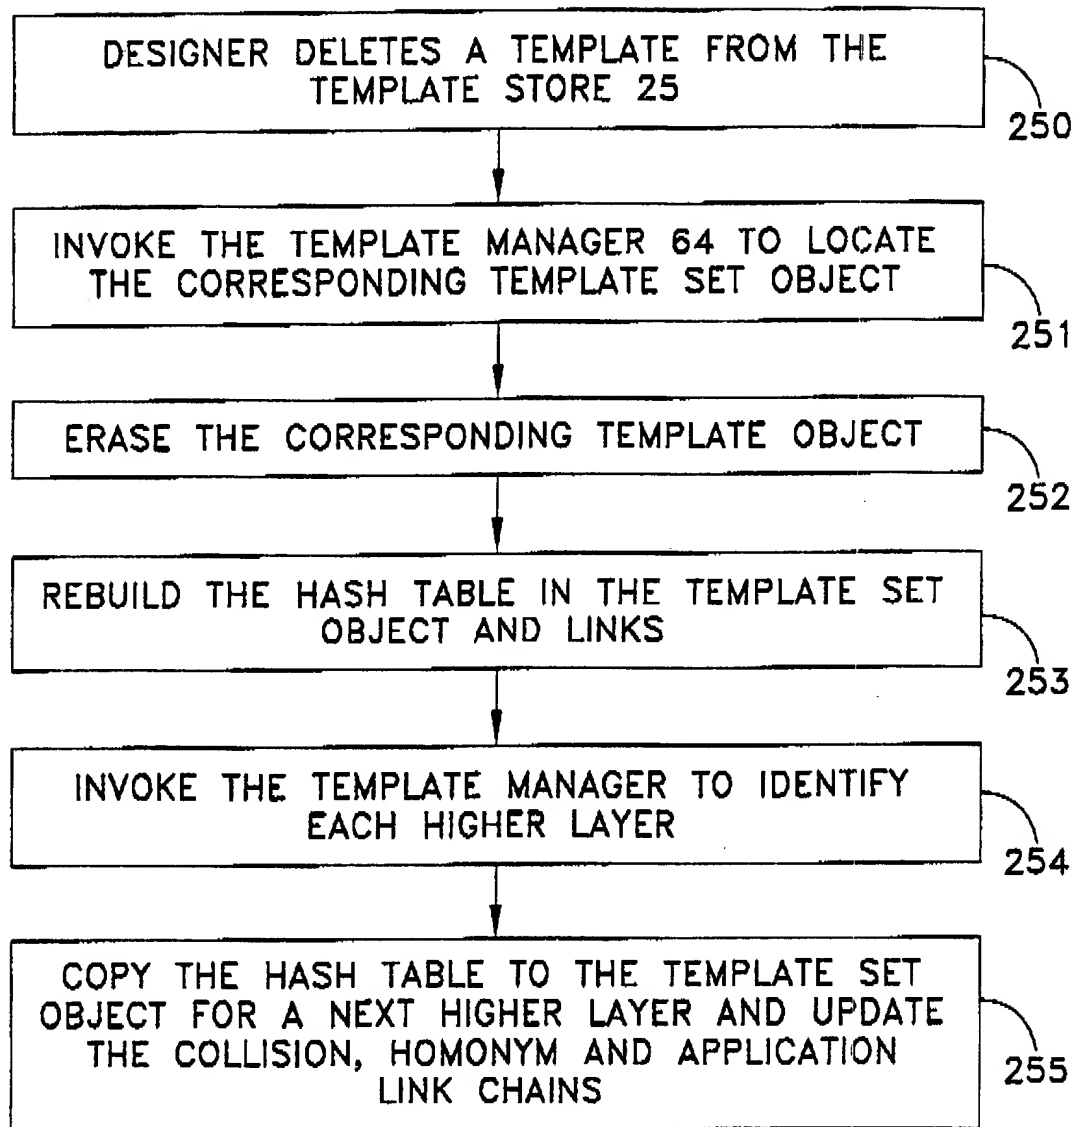 DESIGNER DELETES A TEMPLATE FROM THE
TEMPLATE STORE 25
250
INVOKE THE TEMPLATE MANAGER 64 TO LOCATE
THE CORRESPONDING TEMPLATE SET OBJECT
251
ERASE THE CORRESPONDING TEMPLATE OBJECT
252
REBUILD THE HASH TABLE IN THE TEMPLATE SET
OBJECT AND LINKS
253
INVOKE THE TEMPLATE MANAGER TO IDENTIFY
EACH HIGHER LAYER
254
COPY THE HASH TABLE TO THE TEMPLATE SET
OBJECT FOR A NEXT HIGHER LAYER AND UPDATE
THE COLLISION, HOMONYM AND APPLICATION
LINK CHAINS
255